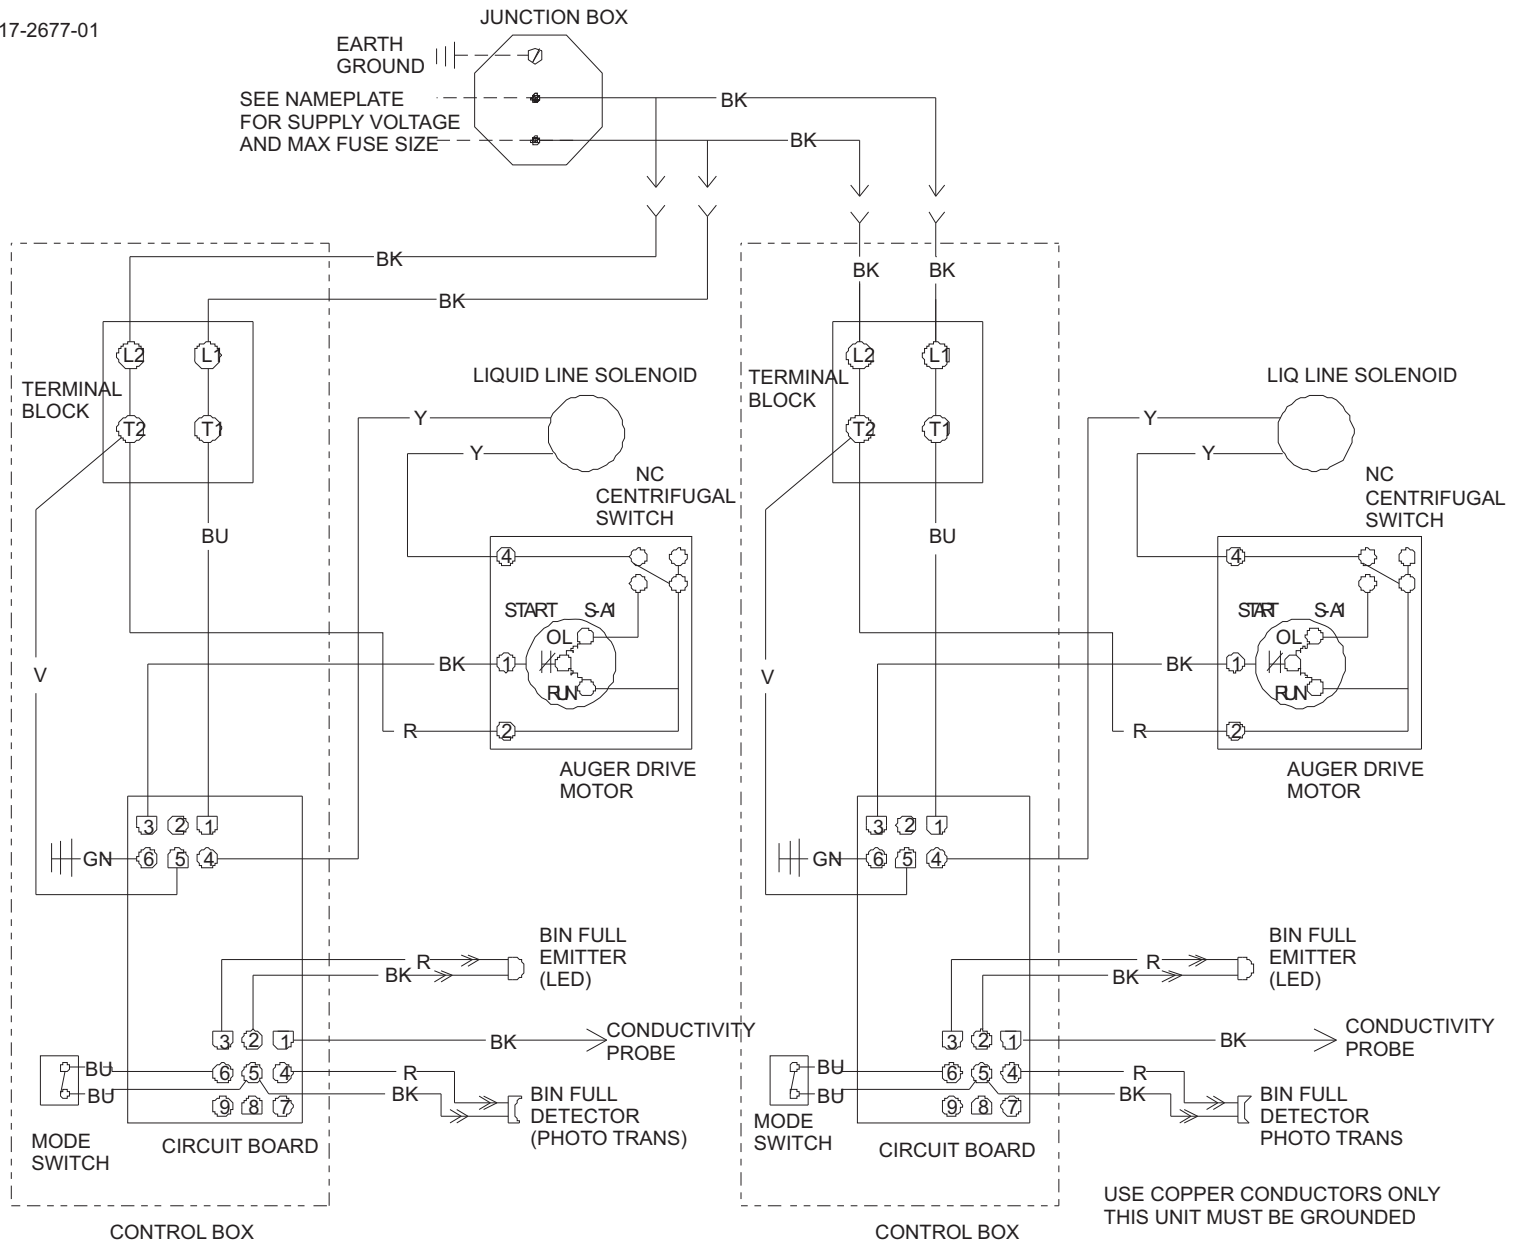 17-2677-01
JUNCTION BOX
EARTH
GROUND
SEE NAMEPLATE
FOR SUPPLY VOLTAGE
AND MAX FUSE SIZE
BK
BK
BK
BK
BK
BK
L2
L1
TERMINAL
BLOCK
T2
T1
LIQUID LINE SOLENOID
Y
Y
NC
CENTRIFUGAL
SWITCH
BU
4
START
S-A1
OL
V
BK
1
RUN
R
2
AUGER DRIVE
MOTOR
3
2
1
GN
6
5
4
BIN FULL
EMITTER
(LED)
R
BK
3
2
1
BK
CONDUCTIVITY
PROBE
BU
6
5
4
R
BU
BK
BIN FULL
DETECTOR
(PHOTO TRANS)
9
8
7
MODE
SWITCH
CIRCUIT BOARD
CONTROL BOX
L2
L1
TERMINAL
BLOCK
T2
T1
LIQ LINE SOLENOID
Y
Y
NC
CENTRIFUGAL
SWITCH
BU
4
START
S-A1
OL
V
BK
1
RUN
R
2
AUGER DRIVE
MOTOR
3
2
1
GN
6
5
4
BIN FULL
EMITTER
(LED)
R
BK
3
2
1
BK
CONDUCTIVITY
PROBE
BU
6
5
4
R
BU
BK
BIN FULL
DETECTOR
PHOTO TRANS
9
8
7
MODE
SWITCH
CIRCUIT BOARD
CONTROL BOX
USE COPPER CONDUCTORS ONLY
THIS UNIT MUST BE GROUNDED